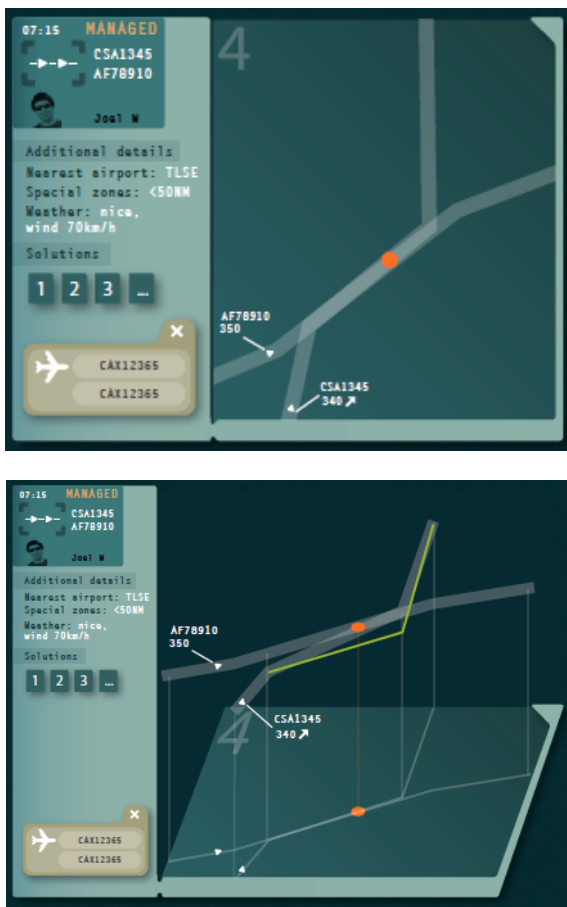 07:15 MANAGED
CSA1345
AF78910
Joel W
Additional details
Nearest airport: TLSE
Special zones: <50NM
Weather: nice,
wind 70km/h
Solutions
1 2 3 ...
CAX12365
CAX12365
4
AF78910
350
CSA1345
340
07:15 MANAGED
CSA1345
AF78910
Joel W
Additional details
Nearest airport: TLSE
Special zones: <50NM
Weather: nice,
wind 70km/h
Solutions
1 2 3 ...
CAX12365
CAX12365
AF78910
350
CSA1345
340
4